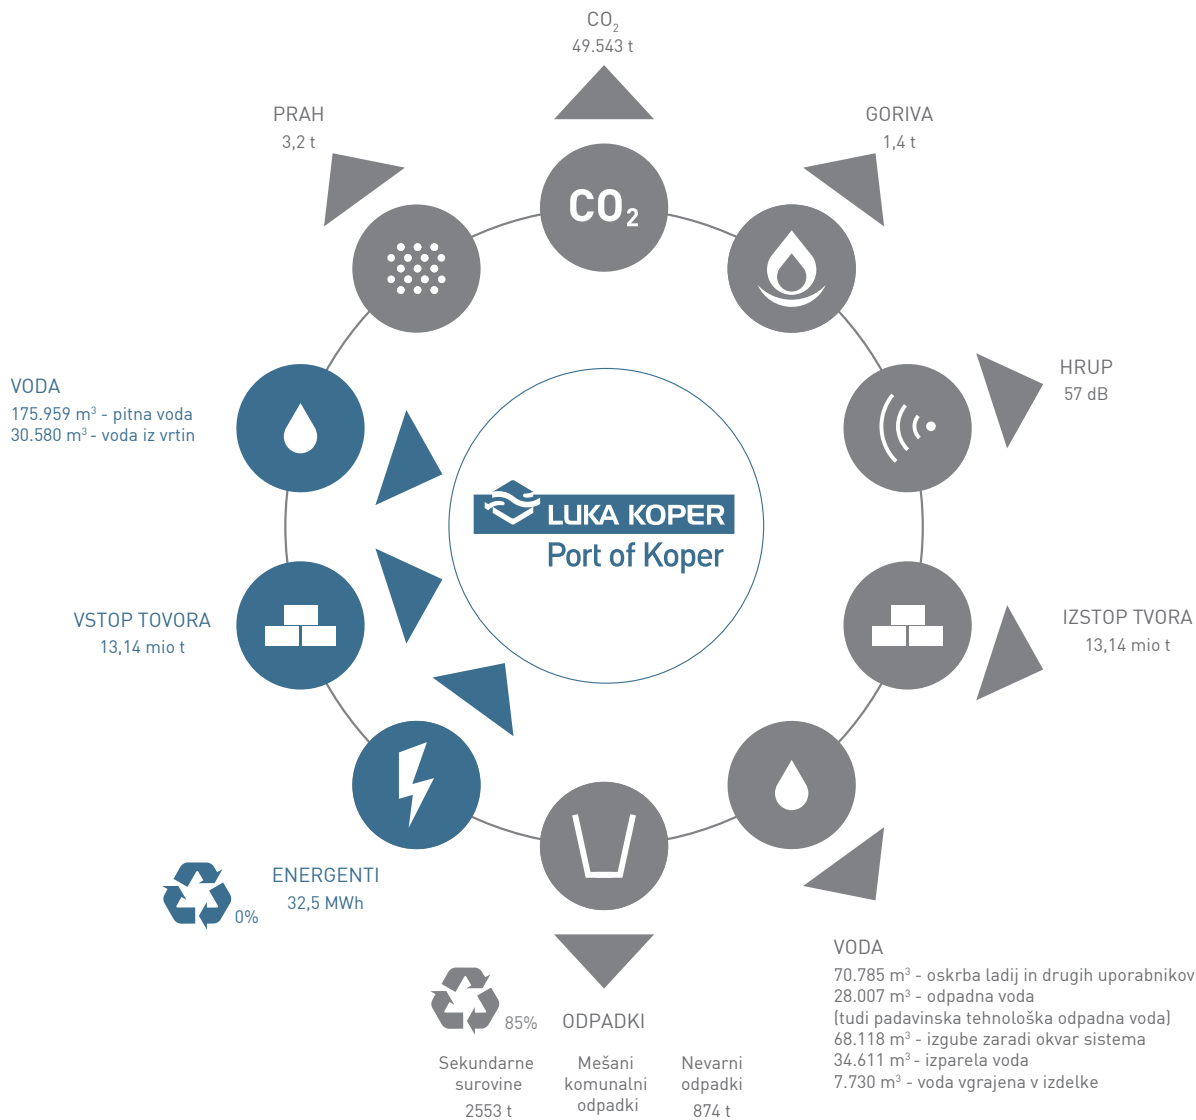 CO₂
49.543 t
PRAH
3,2 t
GORIVA
1,4 t
CO₂
HRUP
57 dB
VODA
175.959 m³ - pitna voda
30.580 m³ - voda iz vrtin
LUKA KOPER
Port of Koper
VSTOP TOVORA
13,14 mio t
IZSTOP TVORA
13,14 mio t
ENERGENTI
32,5 MWh
0%
VODA
70.785 m³ - oskrba ladij in drugih uporabnikov
28.007 m³ - odpadna voda
(tudi padavinska tehnološka odpadna voda)
68.118 m³ - izgube zaradi okvar sistema
34.611 m³ - izparela voda
7.730 m³ - voda vgrajena v izdelke
85%
ODPADKI
Sekundarne
surovine
2553 t
Mešani
komunalni
odpadki
Nevarni
odpadki
874 t